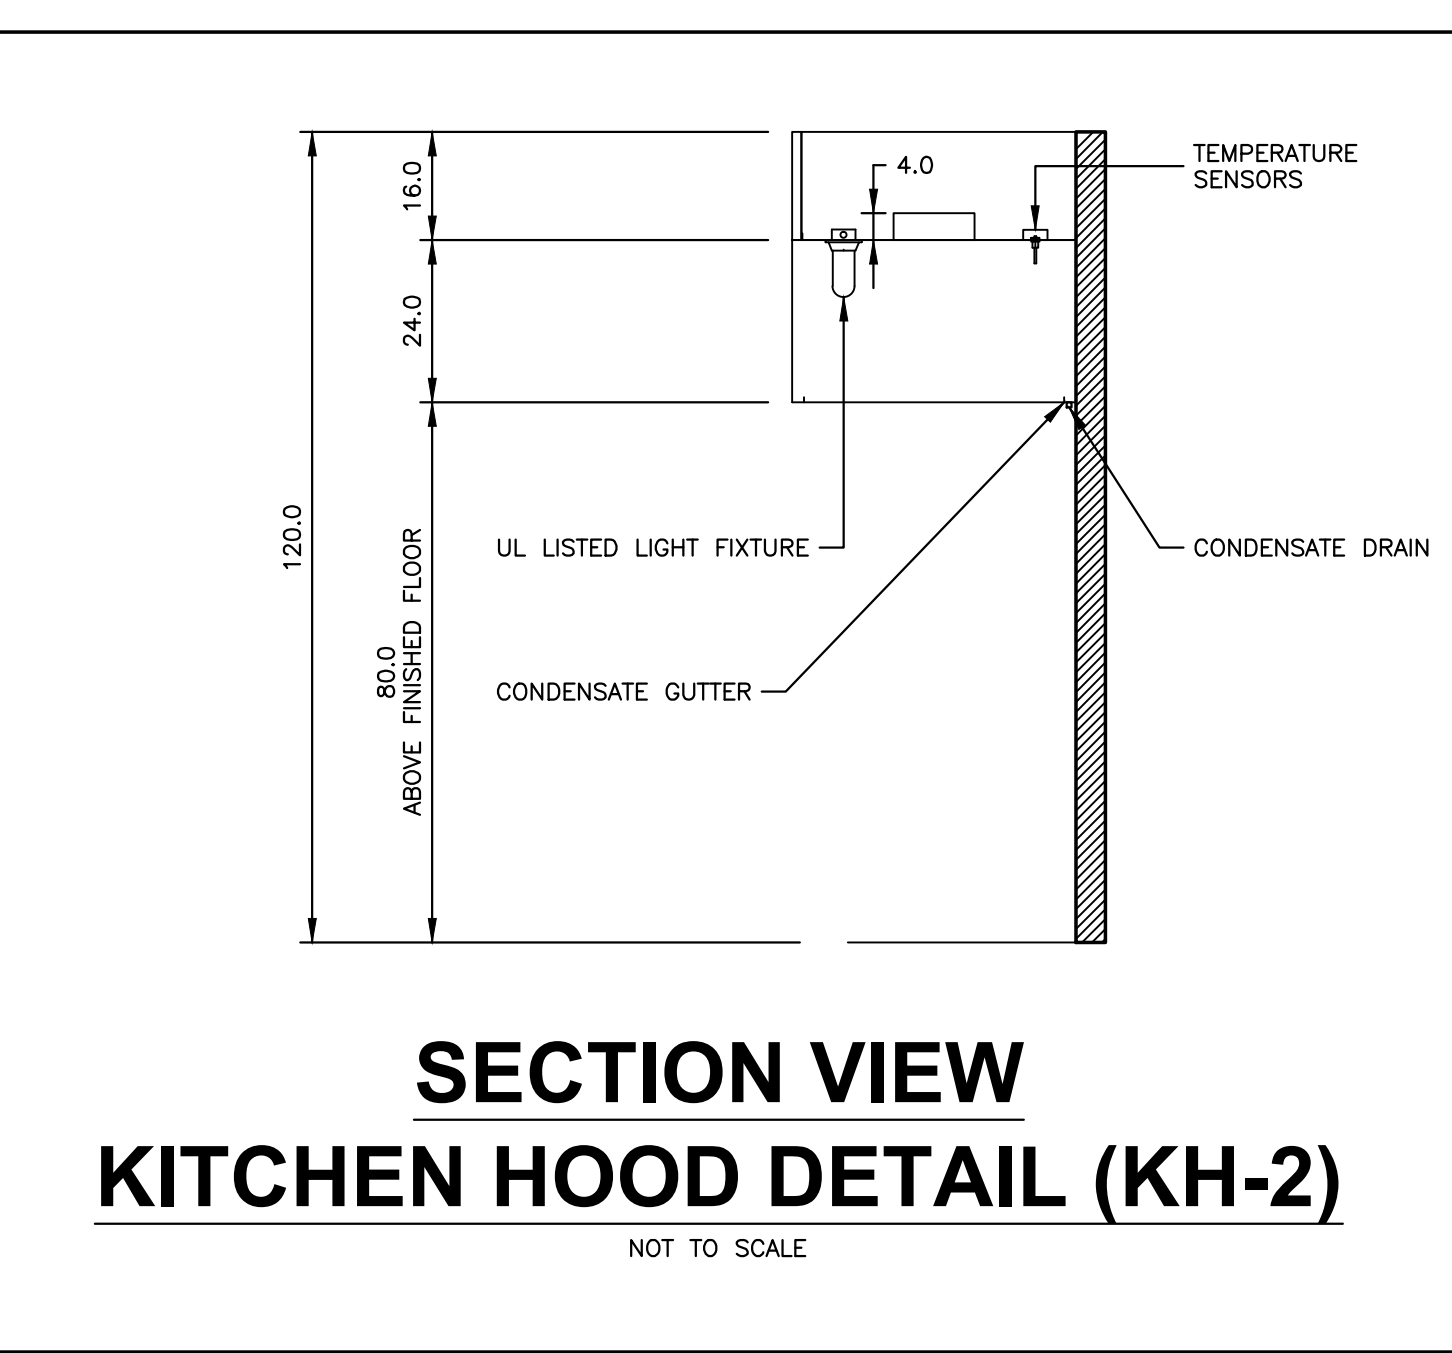 16.0
4.0
TEMPERATURE
SENSORS
24.0
120.0
80.0
ABOVE FINISHED FLOOR
UL LISTED LIGHT FIXTURE
CONDENSATE DRAIN
CONDENSATE GUTTER
SECTION VIEW
KITCHEN HOOD DETAIL (KH-2)
NOT TO SCALE